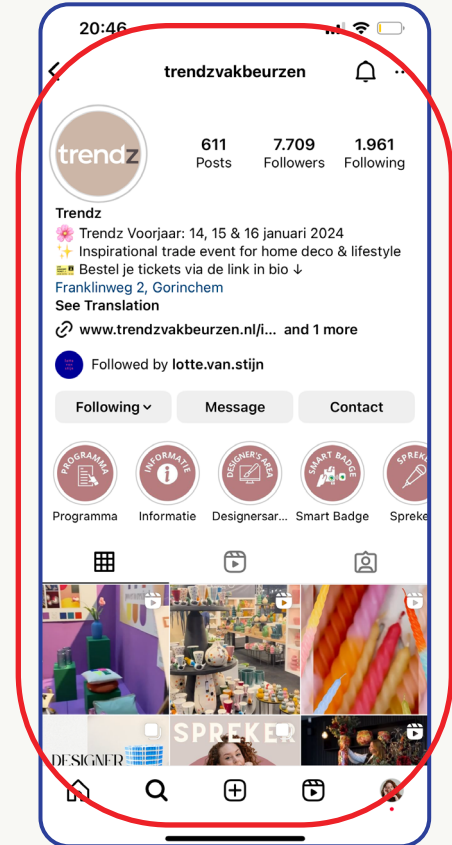 20:46
trendzvakbeurzen
trendz
611 7.709 1.961
Posts Followers Following
Trendz
🌸 Trendz Voorjaar: 14, 15 & 16 januari 2024
✨ Inspirational trade event for home deco & lifestyle
🎫 Bestel je tickets via de link in bio ↓
Franklinweg 2, Gorinchem
See Translation
www.trendzvakbeurzen.nl/i... and 1 more
Followed by lotte.van.stijn
Following Message Contact
PROGRAMMA INFORMATIE DESIGNER'S AREA SMART BADGE SPREKE
Programma Informatie Designersar... Smart Badge Spreke
DESIGNER
SPREKER